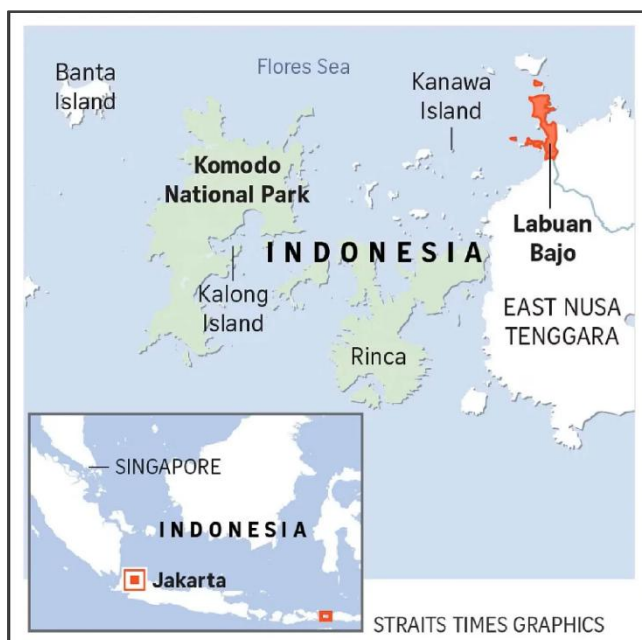 Flores Sea
Banta
Island
Kanawa
Island
Komodo
National Park
Labuan
Bajo
INDONESIA
Kalong
Island
EAST NUSA
TENGGARA
Rinca
SINGAPORE
INDONESIA
Jakarta
STRAITS TIMES GRAPHICS